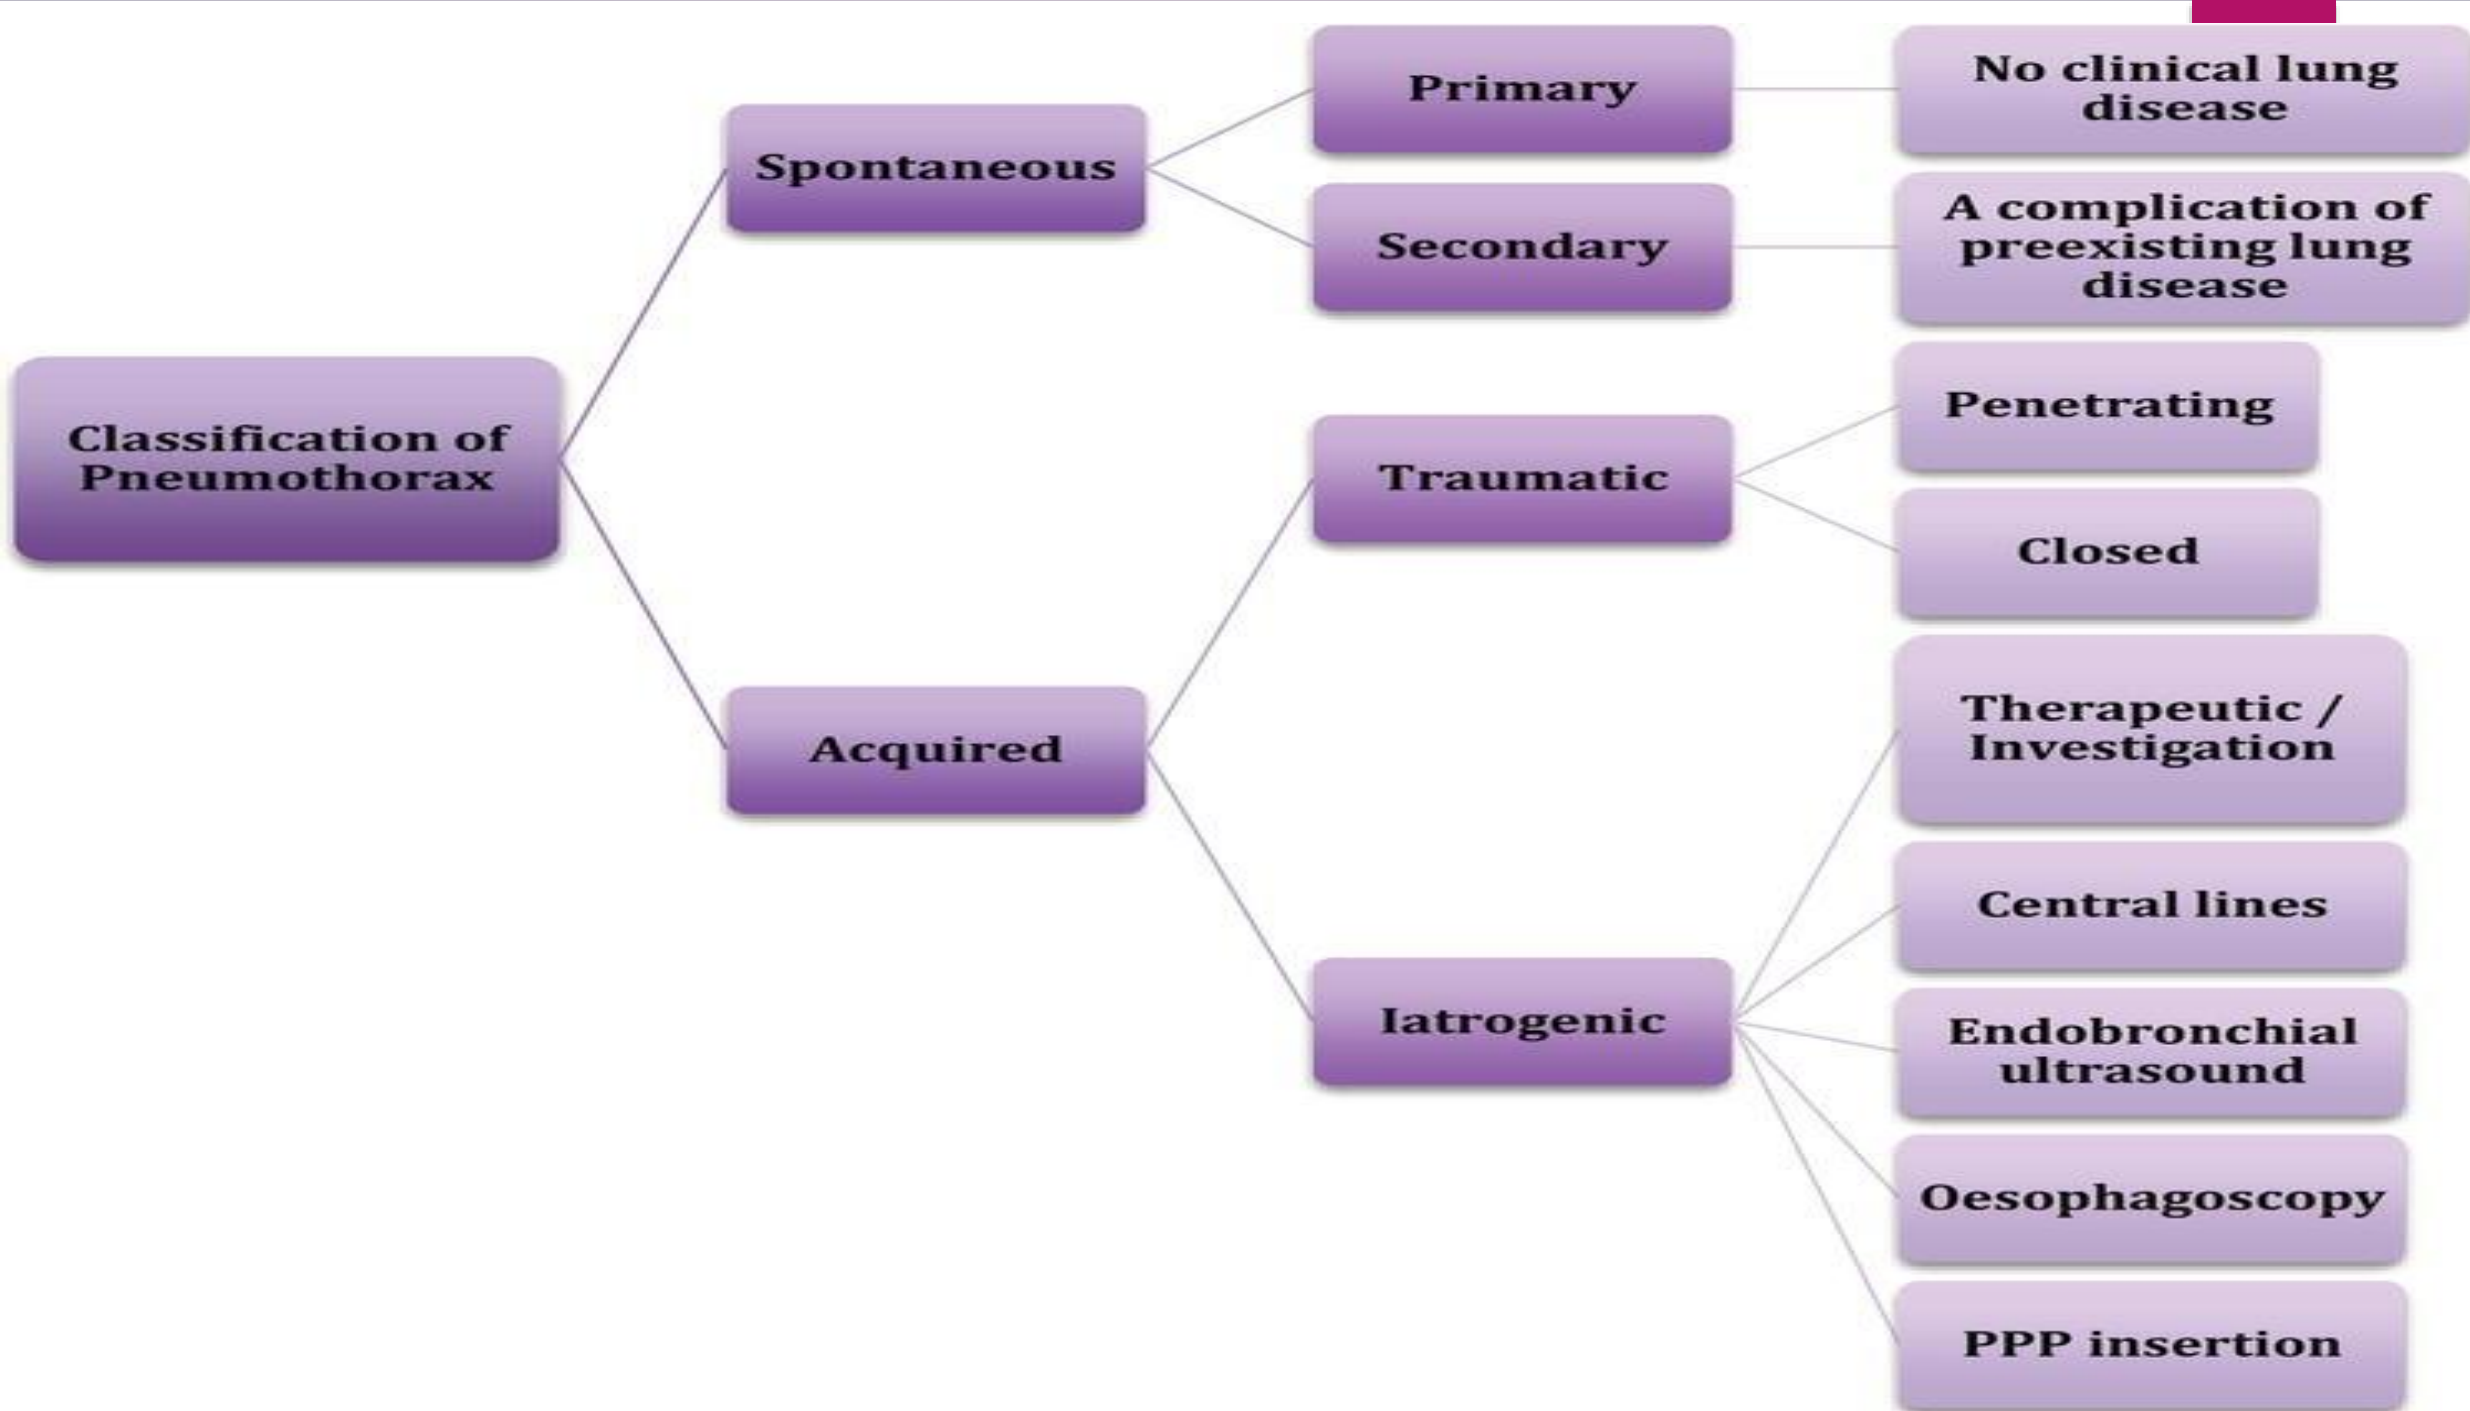 Classification of
Pneumothorax
Spontaneous
Primary
No clinical lung
disease
Secondary
A complication of
preexisting lung
disease
Acquired
Traumatic
Penetrating
Closed
Iatrogenic
Therapeutic /
Investigation
Central lines
Endobronchial
ultrasound
Oesophagoscopy
PPP insertion